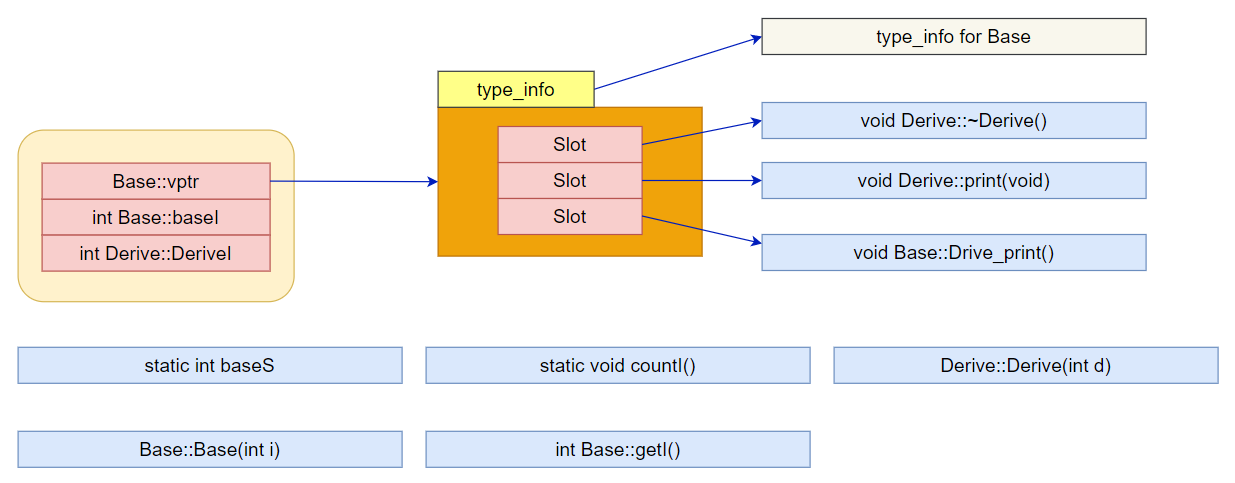 type_info for Base
type_info
void Derive::~Derive()
Slot
Base::vptr
Slot
void Derive::print(void)
int Base::baseI
Slot
int Derive::DeriveI
void Base::Drive_print()
static int baseS
static void countI()
Derive::Derive(int d)
Base::Base(int i)
int Base::getI()